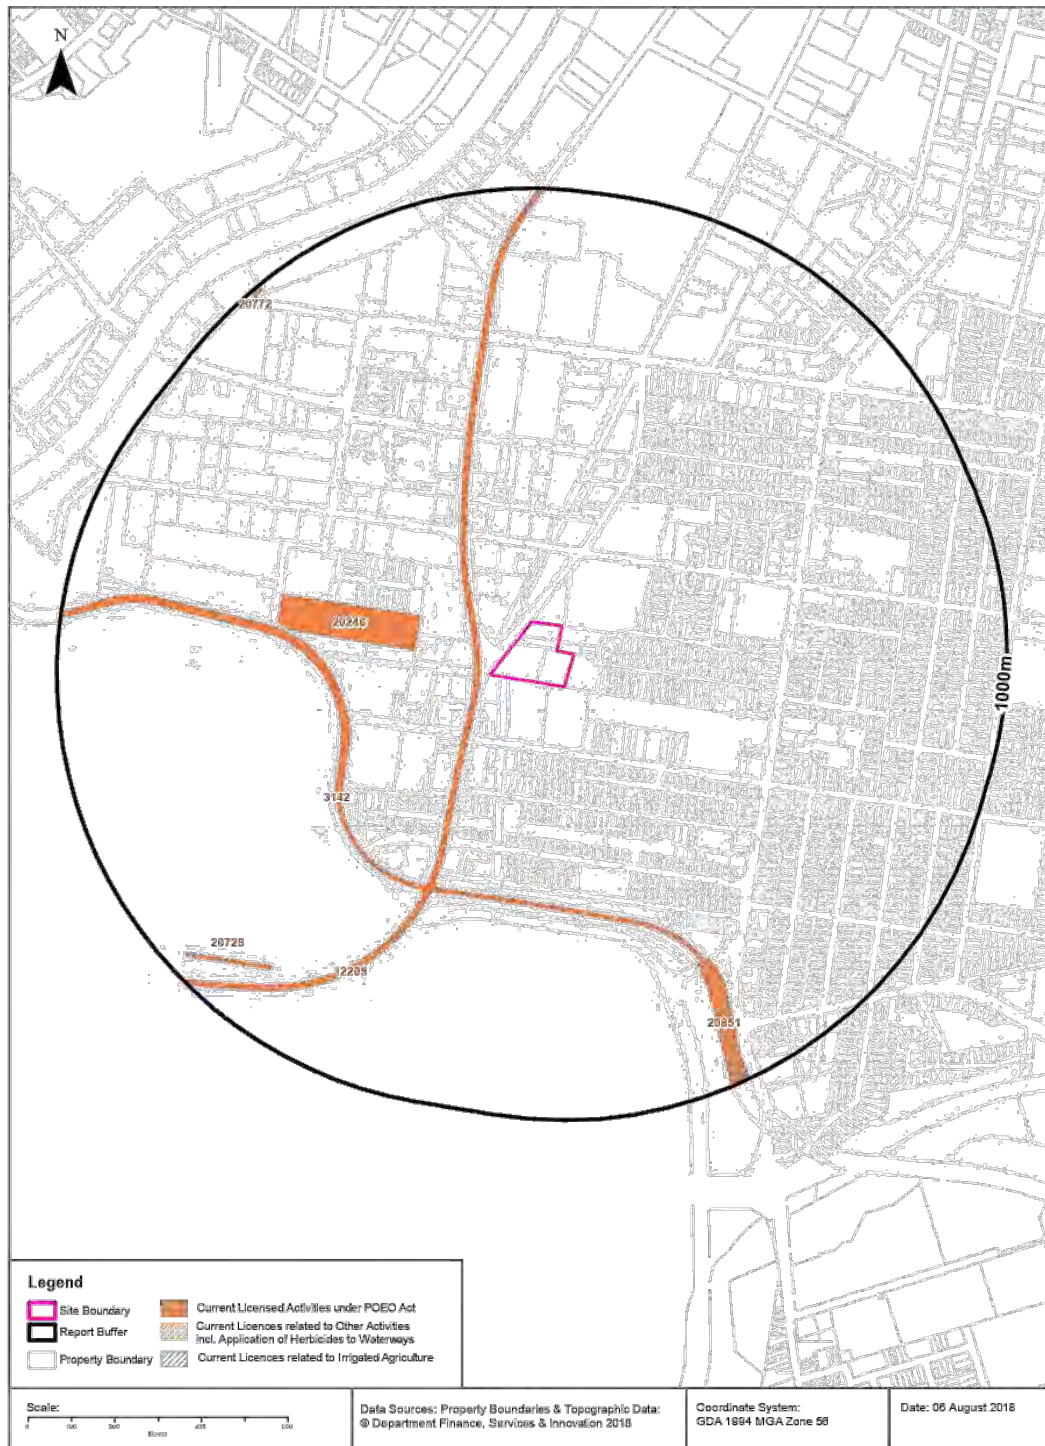 N
20772
20246
3142
20728
12208
20851
1000m
Legend
Site Boundary
Report Buffer
Property Boundary
Current Licensed Activities under POEO Act
Current Licences related to Other Activities
incl. Application of Herbicides to Waterways
Current Licences related to Irrigated Agriculture
Scale:
0
Data Sources: Property Boundaries & Topographic Data:
© Department Finance, Services & Innovation 2018
Coordinate System:
GDA 1994 MGA Zone 56
Date: 06 August 2018